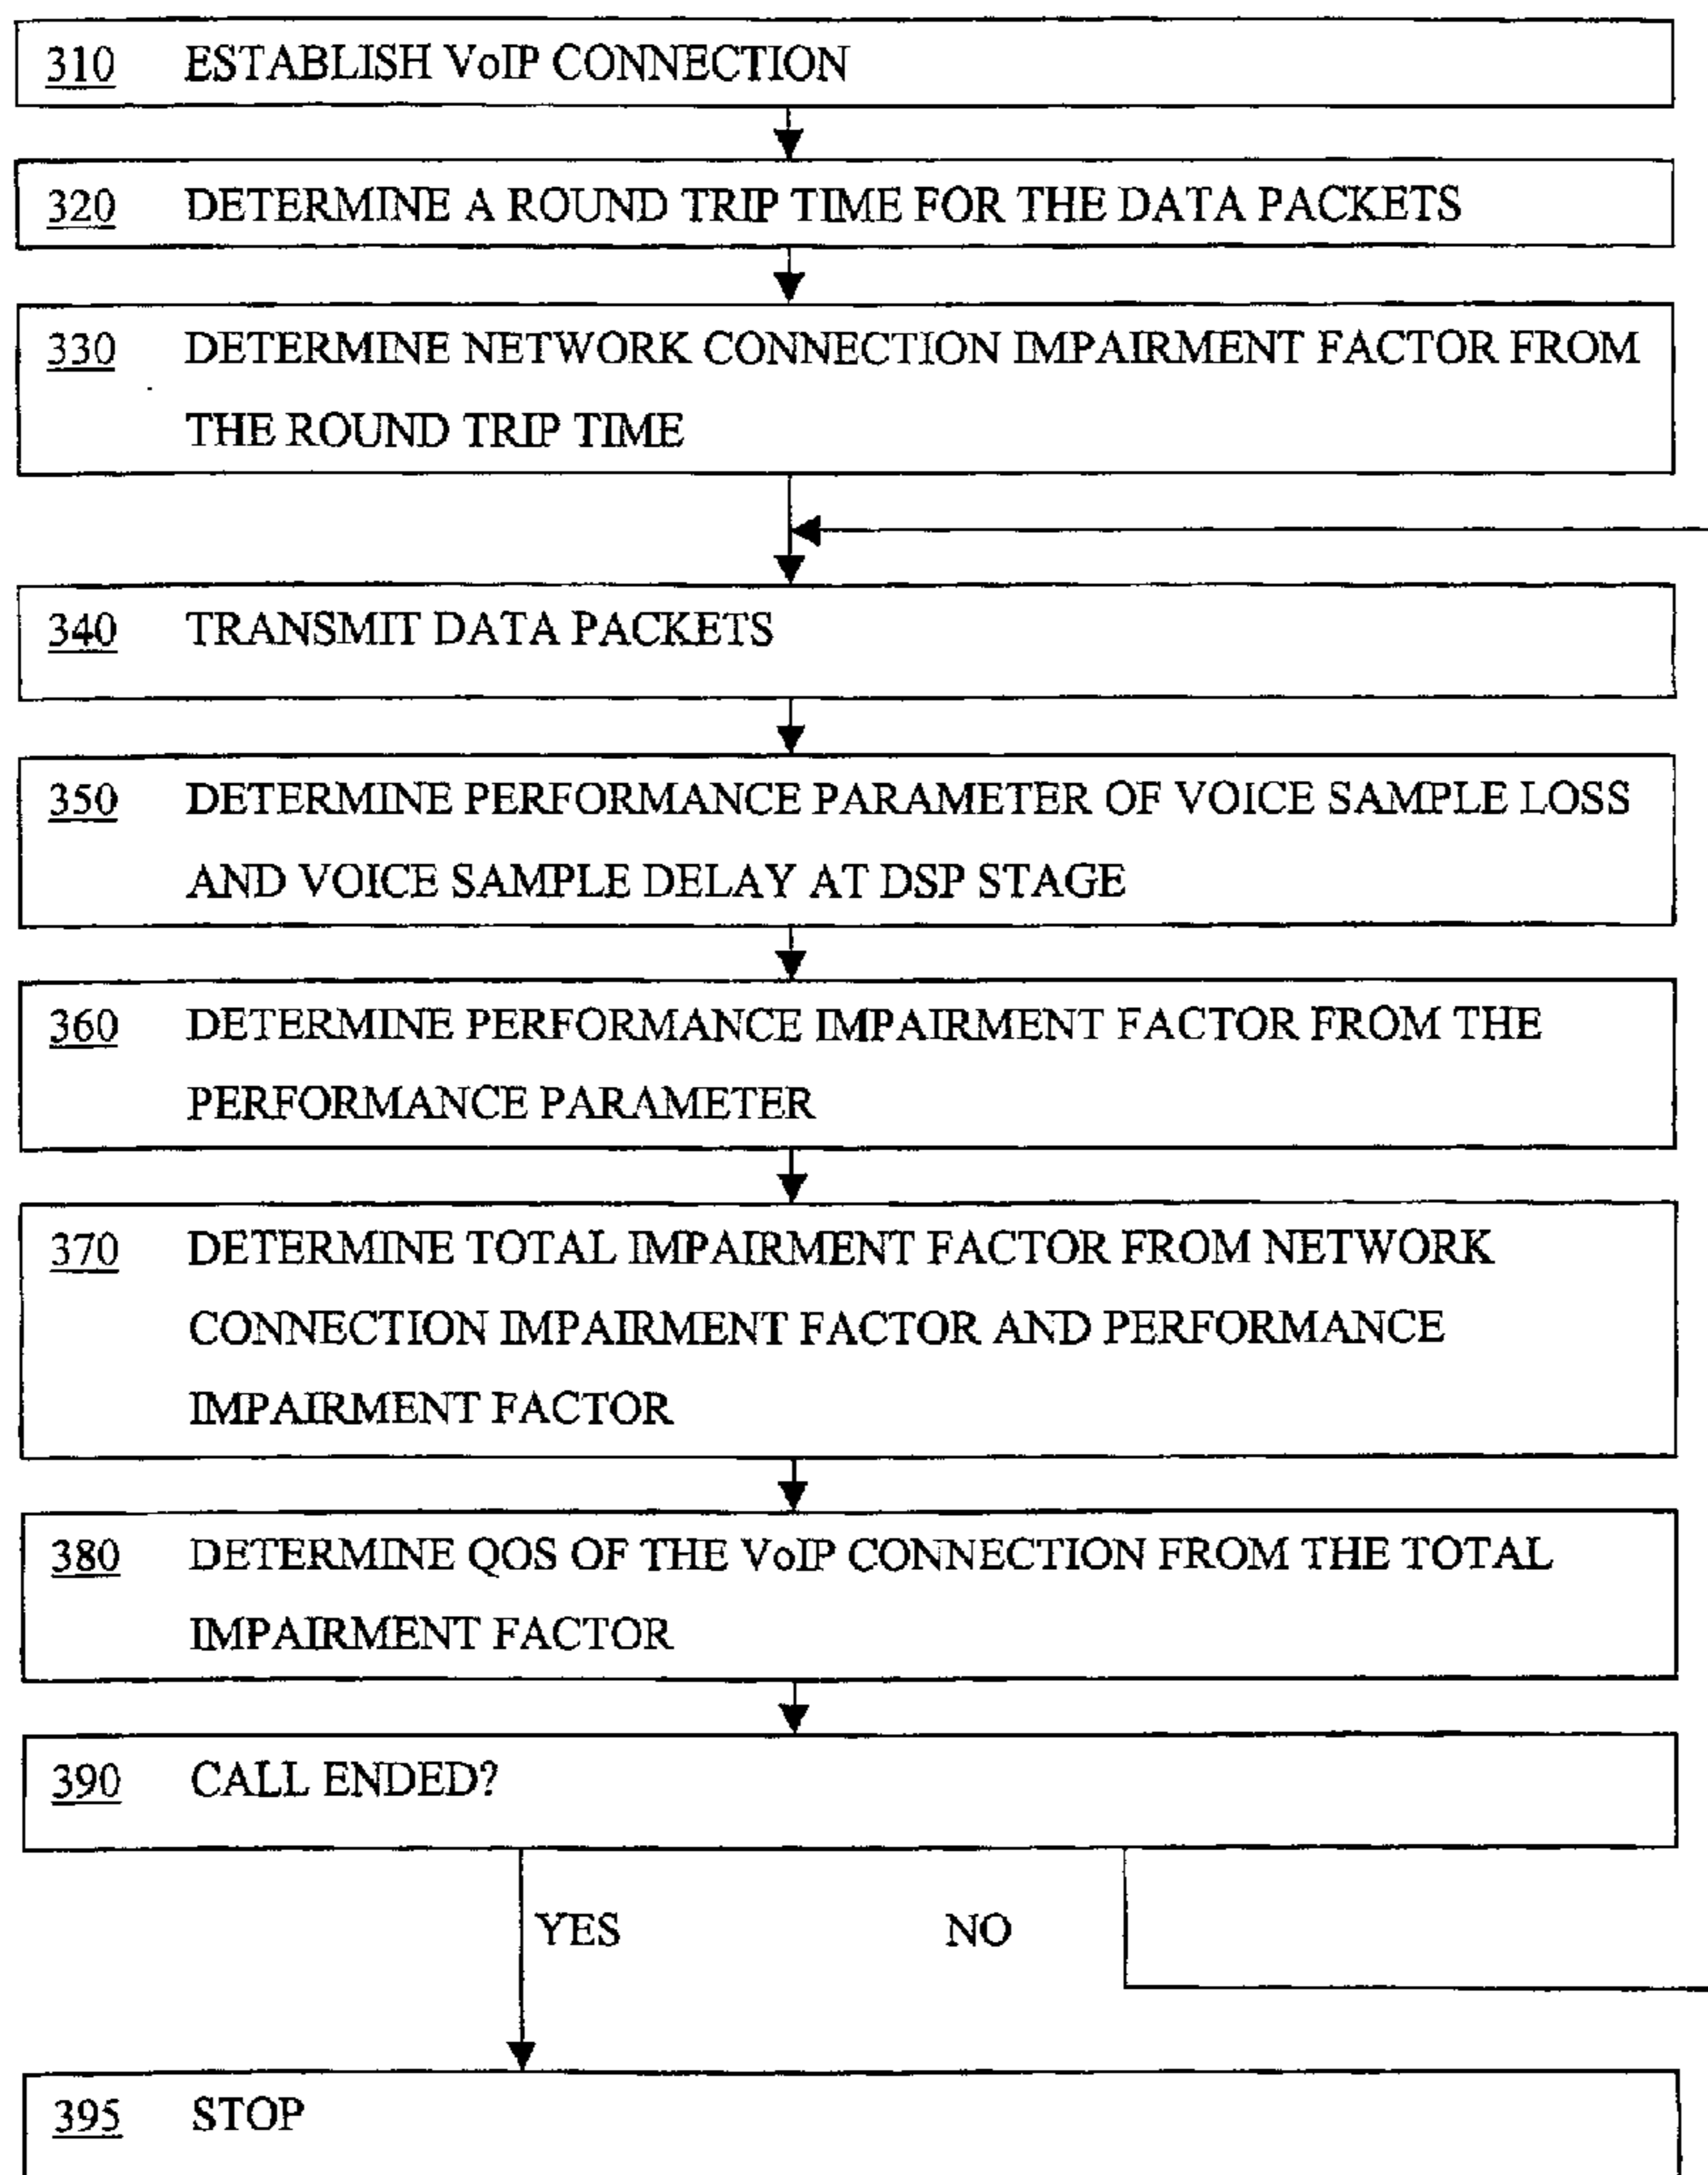 310 ESTABLISH VoIP CONNECTION
320 DETERMINE A ROUND TRIP TIME FOR THE DATA PACKETS
330 DETERMINE NETWORK CONNECTION IMPAIRMENT FACTOR FROM
THE ROUND TRIP TIME
340 TRANSMIT DATA PACKETS
350 DETERMINE PERFORMANCE PARAMETER OF VOICE SAMPLE LOSS
AND VOICE SAMPLE DELAY AT DSP STAGE
360 DETERMINE PERFORMANCE IMPAIRMENT FACTOR FROM THE
PERFORMANCE PARAMETER
370 DETERMINE TOTAL IMPAIRMENT FACTOR FROM NETWORK
CONNECTION IMPAIRMENT FACTOR AND PERFORMANCE
IMPAIRMENT FACTOR
380 DETERMINE QOS OF THE VoIP CONNECTION FROM THE TOTAL
IMPAIRMENT FACTOR
390 CALL ENDED?
YES NO
395 STOP